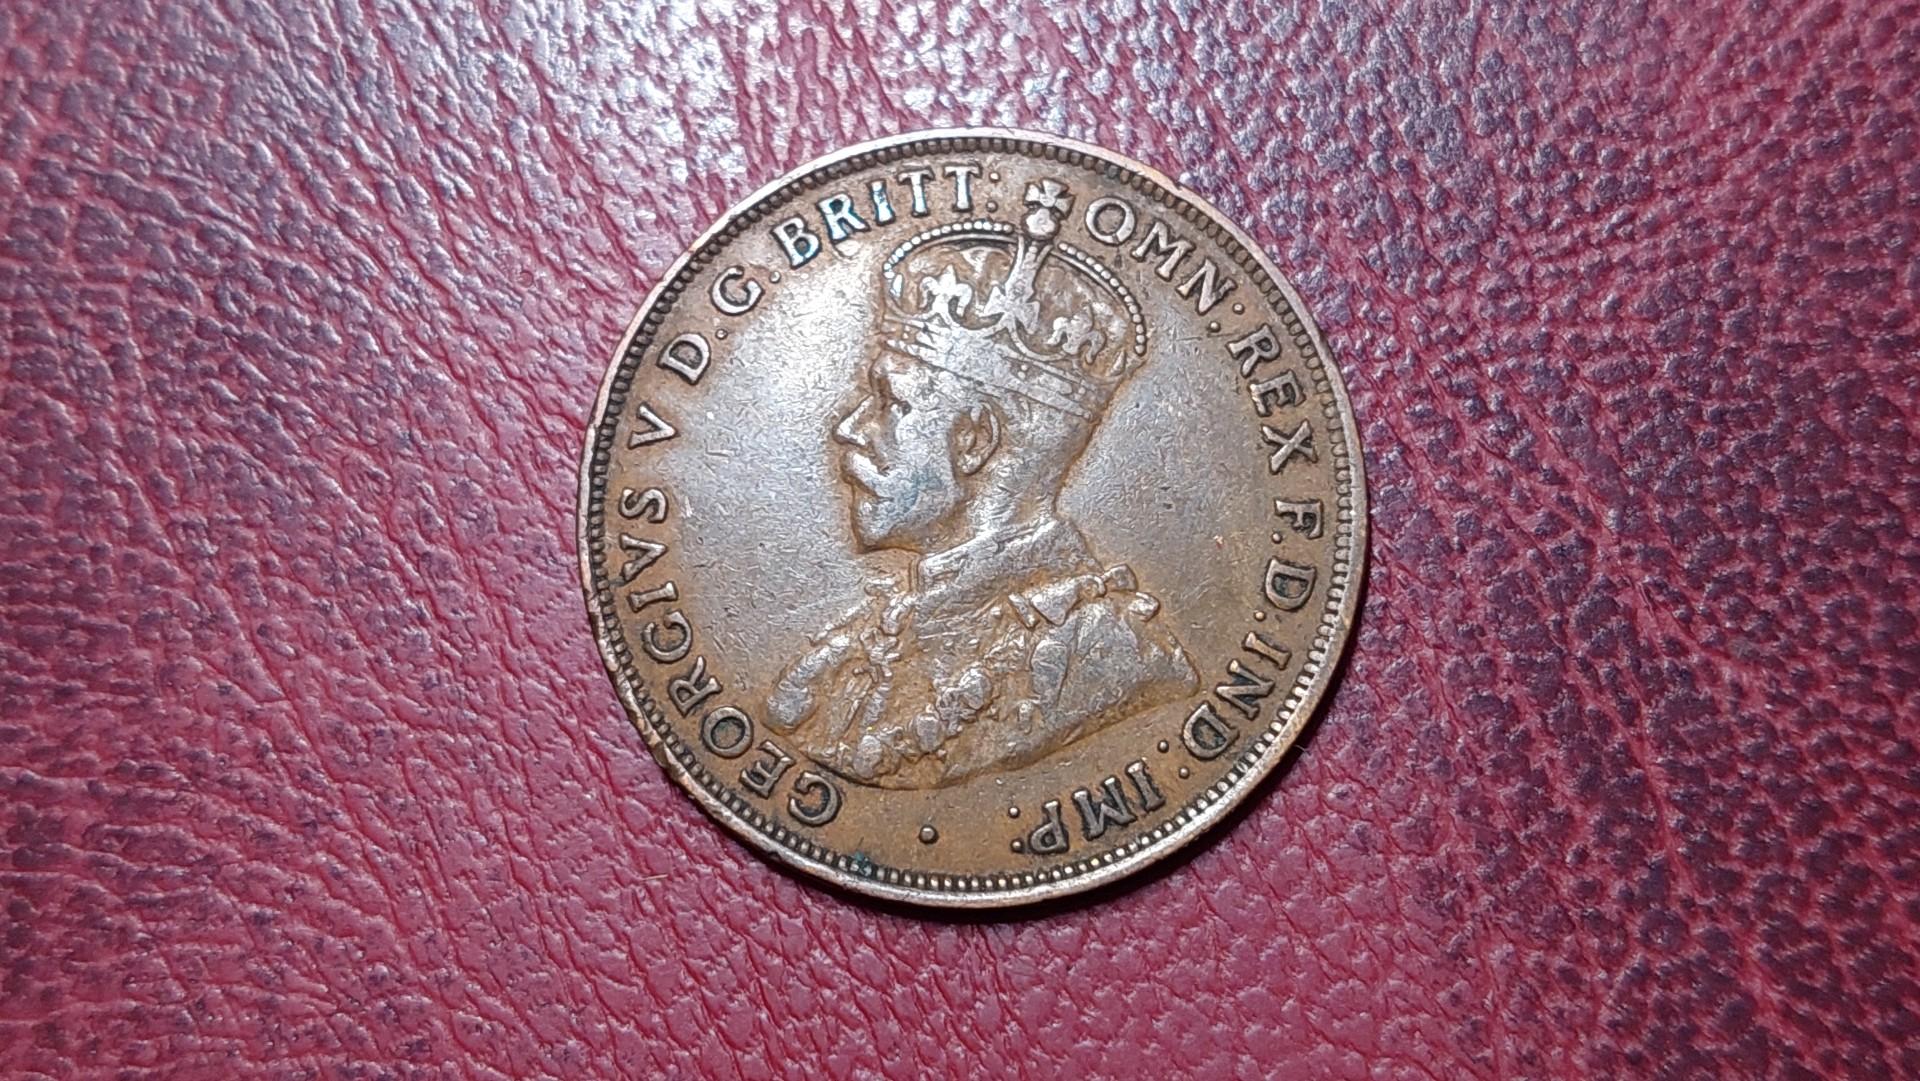 GEORGIVS V D.G.BRITT: OMN: REX F.D.IND: IMP: